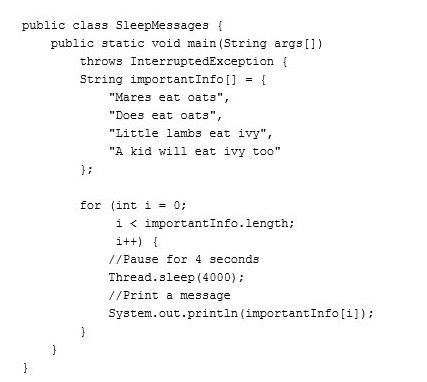 public class SleepMessages {
    public static void main(String args[])
        throws InterruptedException {
        String importantInfo[] = {
            "Mares eat oats",
            "Does eat oats",
            "Little lambs eat ivy",
            "A kid will eat ivy too"
        };

        for (int i = 0;
             i < importantInfo.length;
             i++) {
            //Pause for 4 seconds
            Thread.sleep(4000);
            //Print a message
            System.out.println(importantInfo[i]);
        }
    }
}